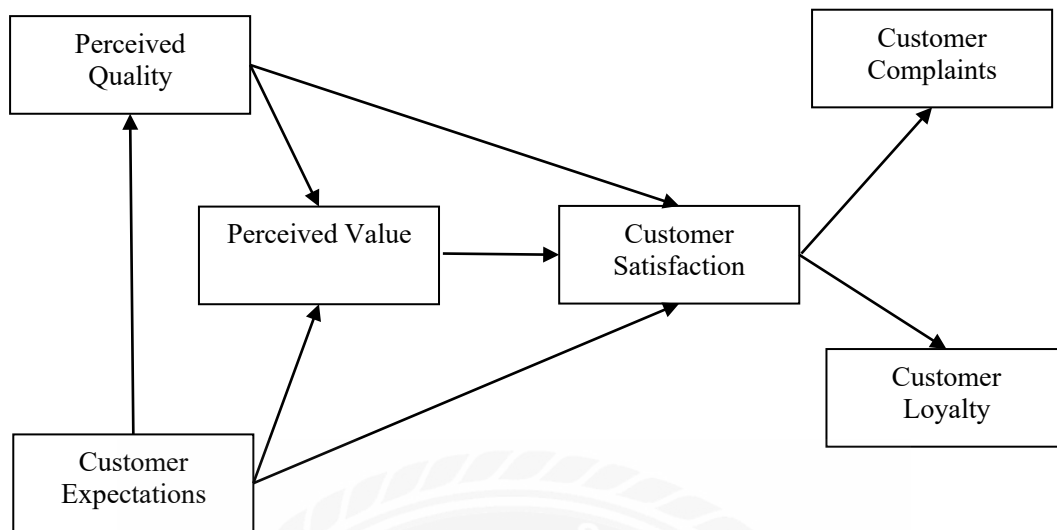 Perceived
Quality
Customer
Complaints
Perceived Value
Customer
Satisfaction
Customer
Loyalty
Customer
Expectations